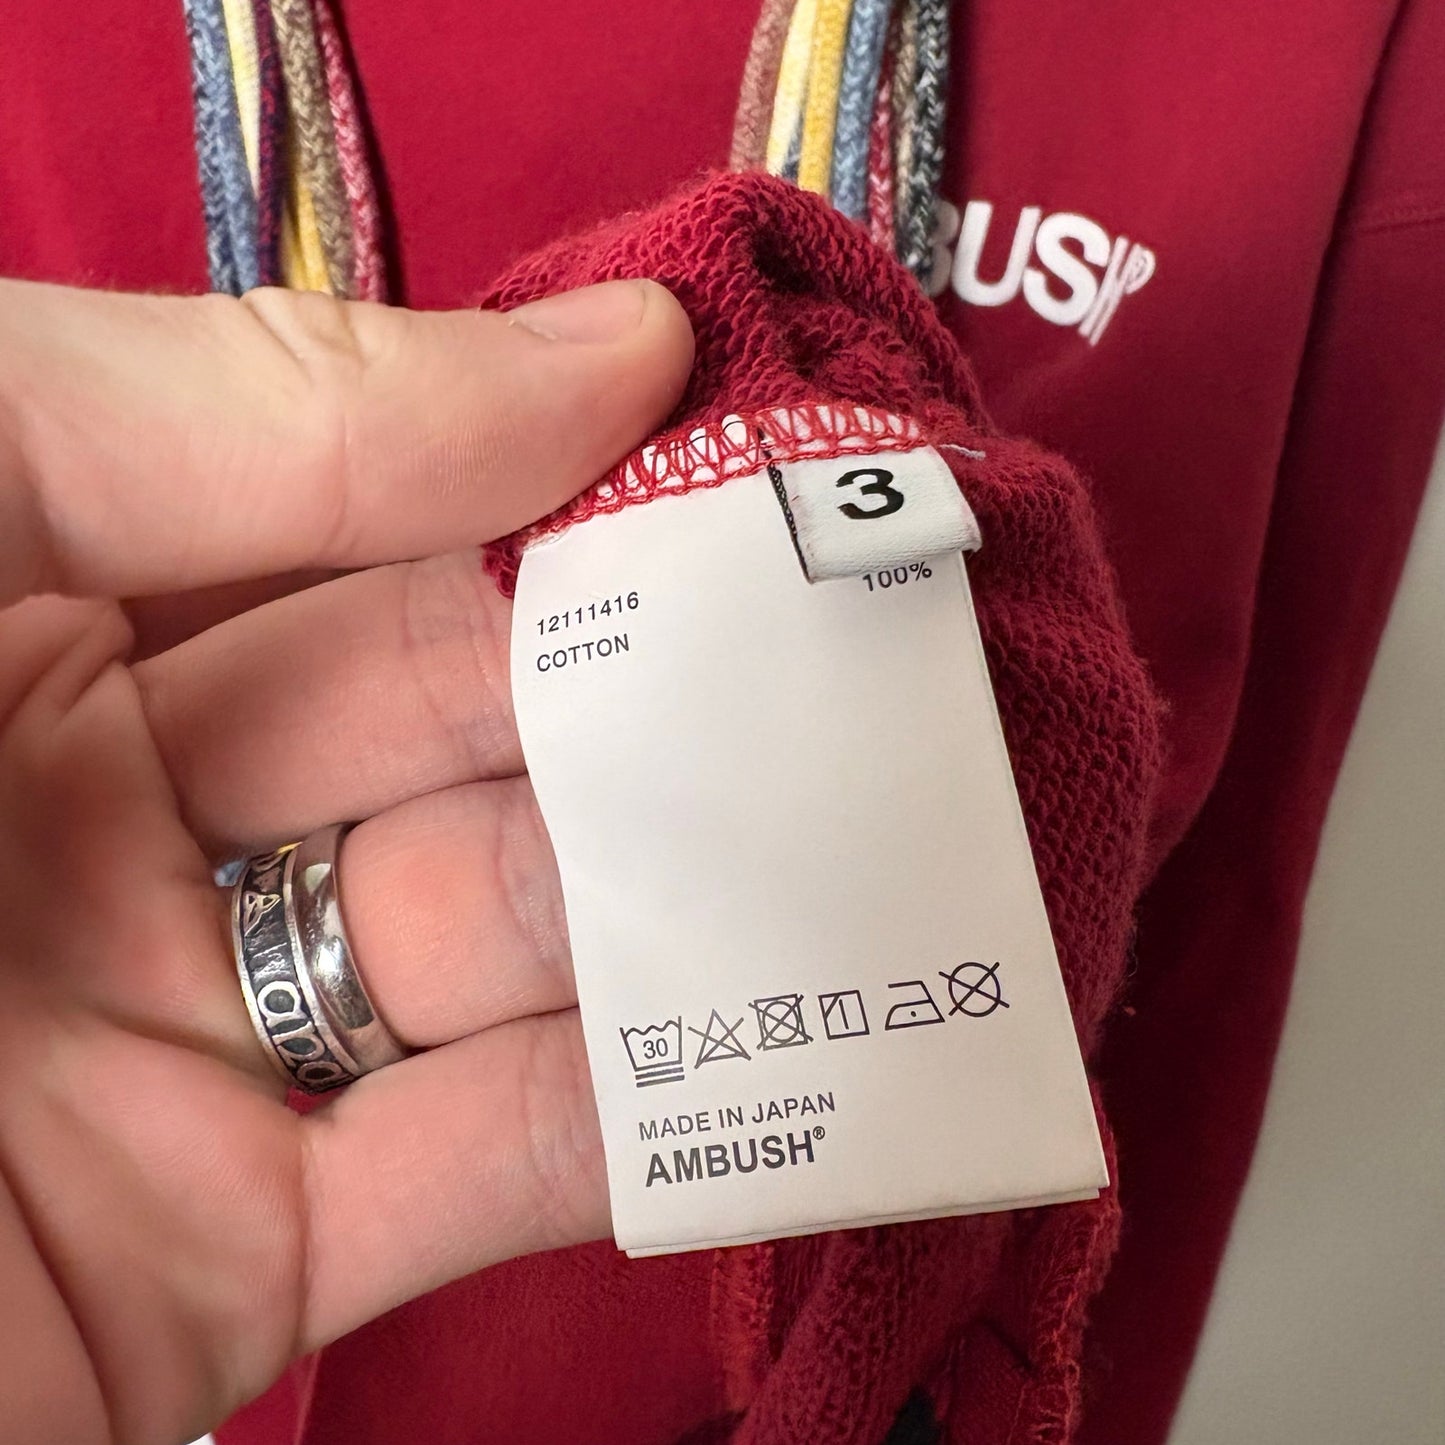 BUSH®
3
100%
12111416
COTTON
30
MADE IN JAPAN
AMBUSH®